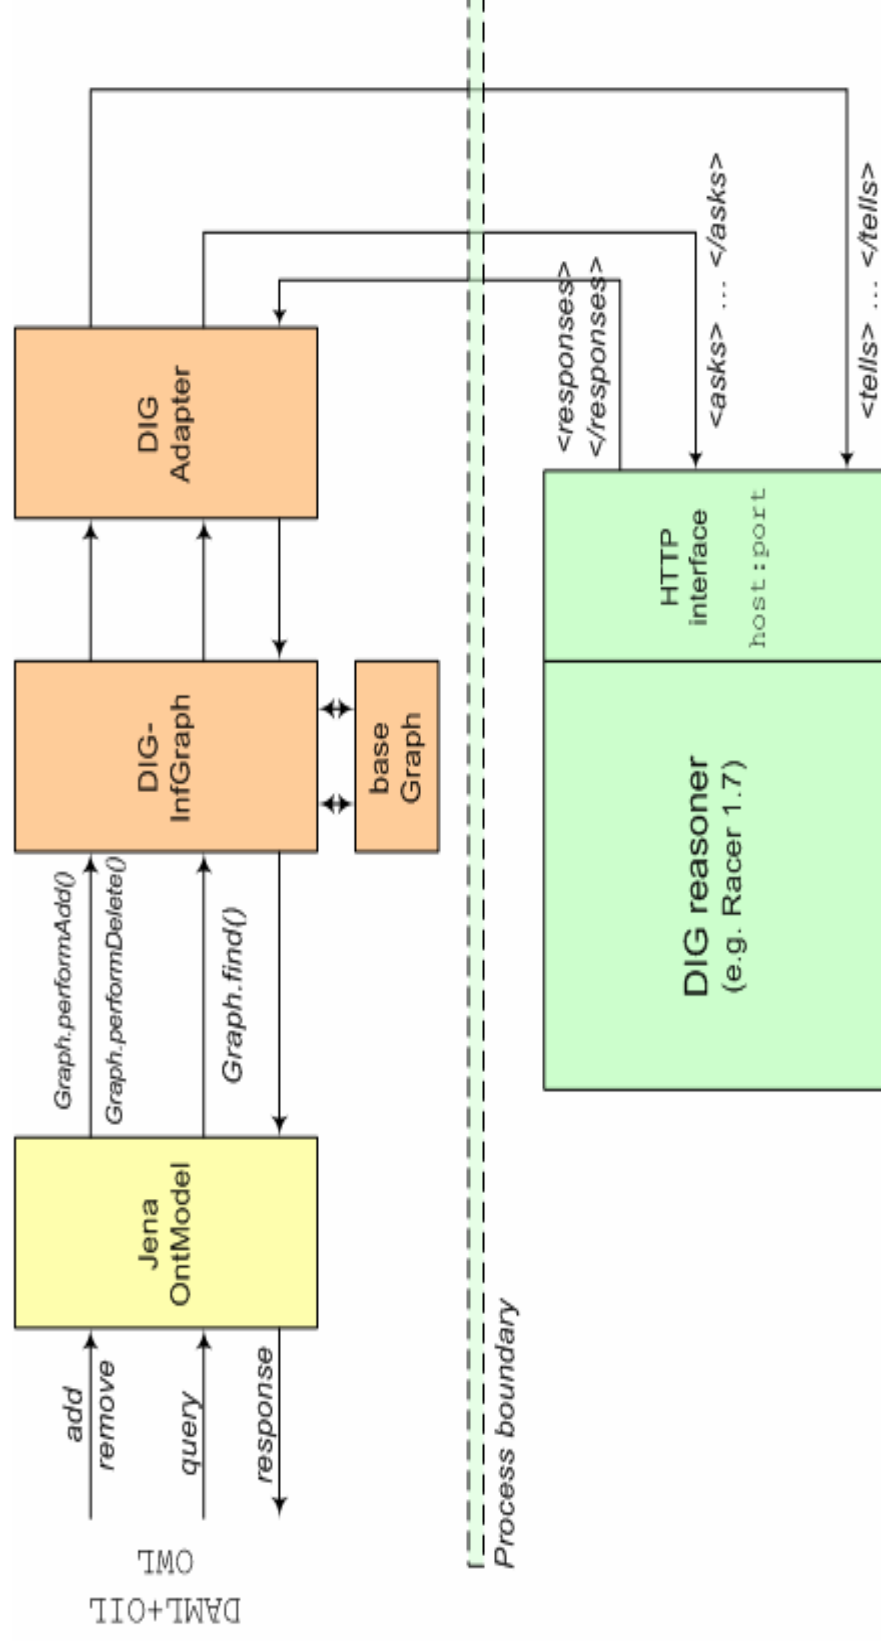 OWL
DAML+OIL
add
remove
query
response
Jena
OntModel
Graph.performAdd()
Graph.performDelete()
Graph.find()
DIG-
InfGraph
base
Graph
DIG
Adapter
Process boundary
DIG reasoner
(e.g. Racer 1.7)
HTTP
interface
host:port
<responses>
</responses>
<asks> ... </asks>
<tells> ... </tells>